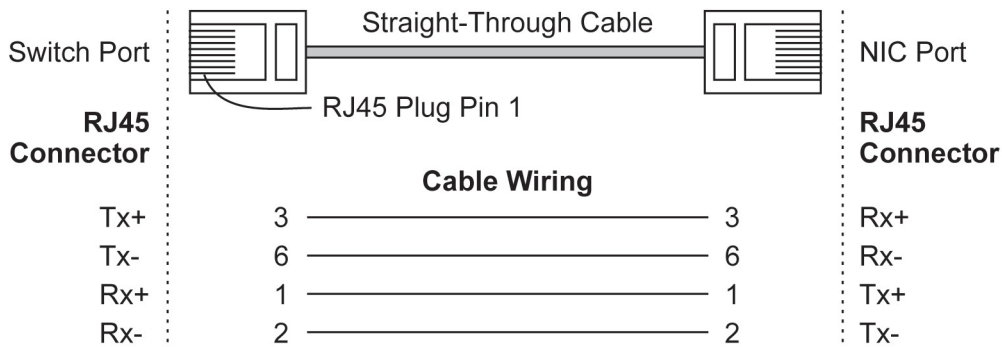 Straight-Through Cable
Switch Port
NIC Port
RJ45 Plug Pin 1
RJ45
Connector
RJ45
Connector
Cable Wiring
Tx+ 3 3 Rx+
Tx- 6 6 Rx-
Rx+ 1 1 Tx+
Rx- 2 2 Tx-